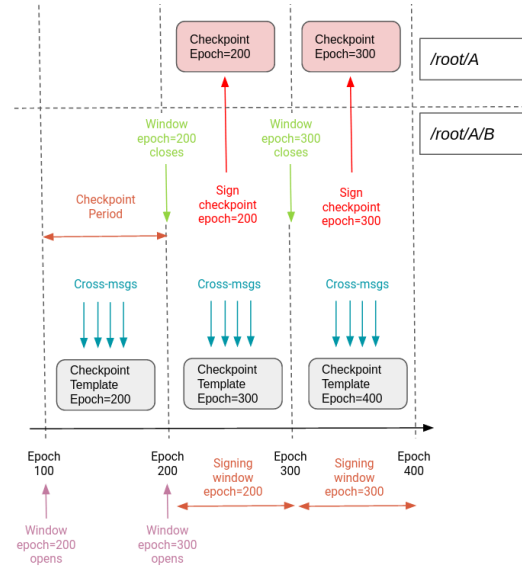 Checkpoint
Epoch=200
Checkpoint
Epoch=300
/root/A
/root/A/B
Window
epoch=200
closes
Window
epoch=300
closes
Checkpoint
Period
Sign
checkpoint
epoch=200
Sign
checkpoint
epoch=300
Cross-msgs
Cross-msgs
Cross-msgs
Checkpoint
Template
Epoch=200
Checkpoint
Template
Epoch=300
Checkpoint
Template
Epoch=400
Epoch
100
Epoch
200
Signing
window
epoch=200
Epoch
300
Signing
window
epoch=300
Epoch
400
Window
epoch=200
opens
Window
epoch=300
opens